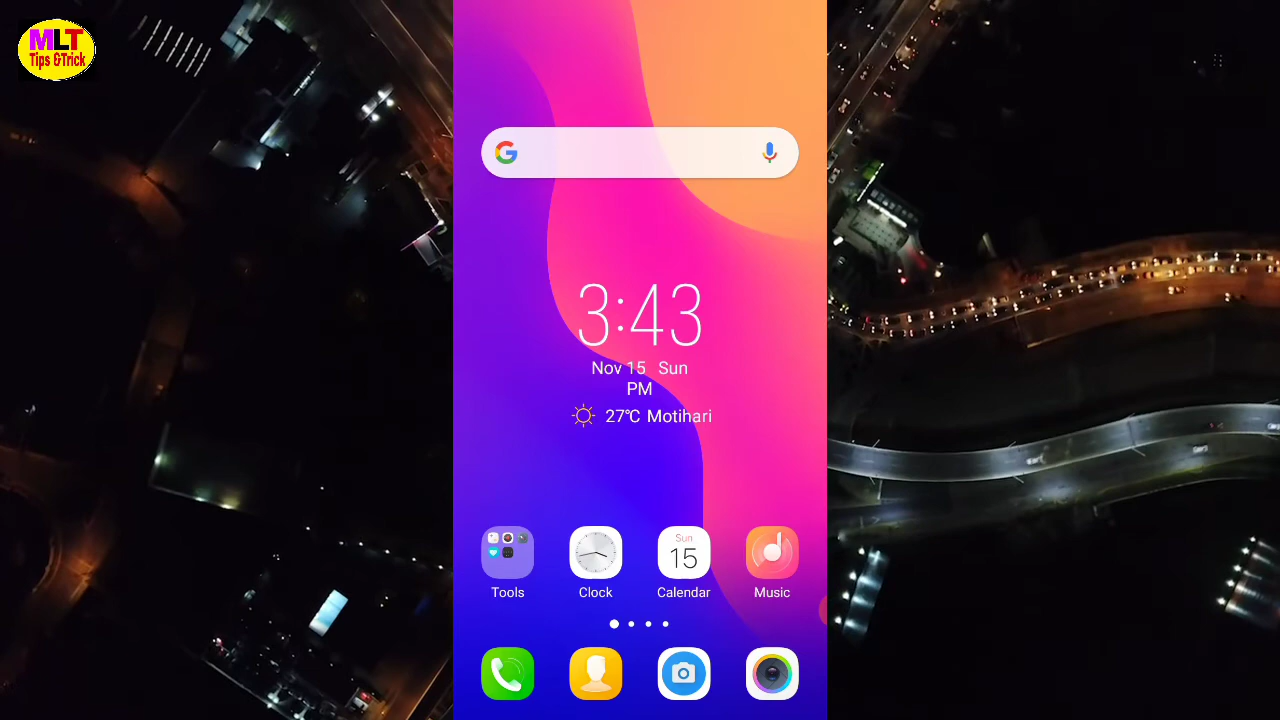 MLT
Tips &Trick
3:43
Nov 15 Sun
PM
27℃ Motihari
Sun
15
Tools
Clock
Calendar
Music